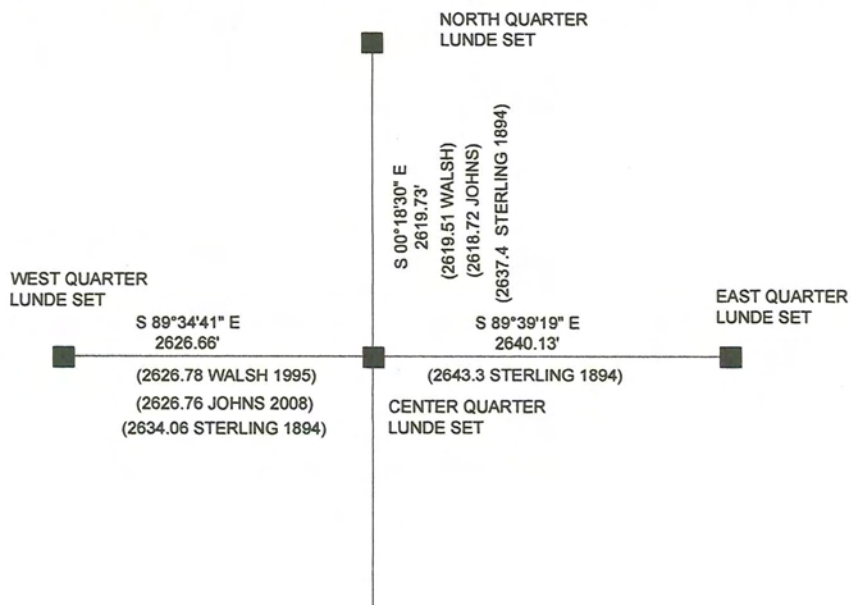 NORTH QUARTER
LUNDE SET
S 00°18'30" E
2619.73'
(2619.51 WALSH)
(2618.72 JOHNS)
(2637.4 STERLING 1894)
WEST QUARTER
LUNDE SET
S 89°34'41" E
2626.66'
(2626.78 WALSH 1995)
(2626.76 JOHNS 2008)
(2634.06 STERLING 1894)
S 89°39'19" E
2640.13'
(2643.3 STERLING 1894)
EAST QUARTER
LUNDE SET
CENTER QUARTER
LUNDE SET